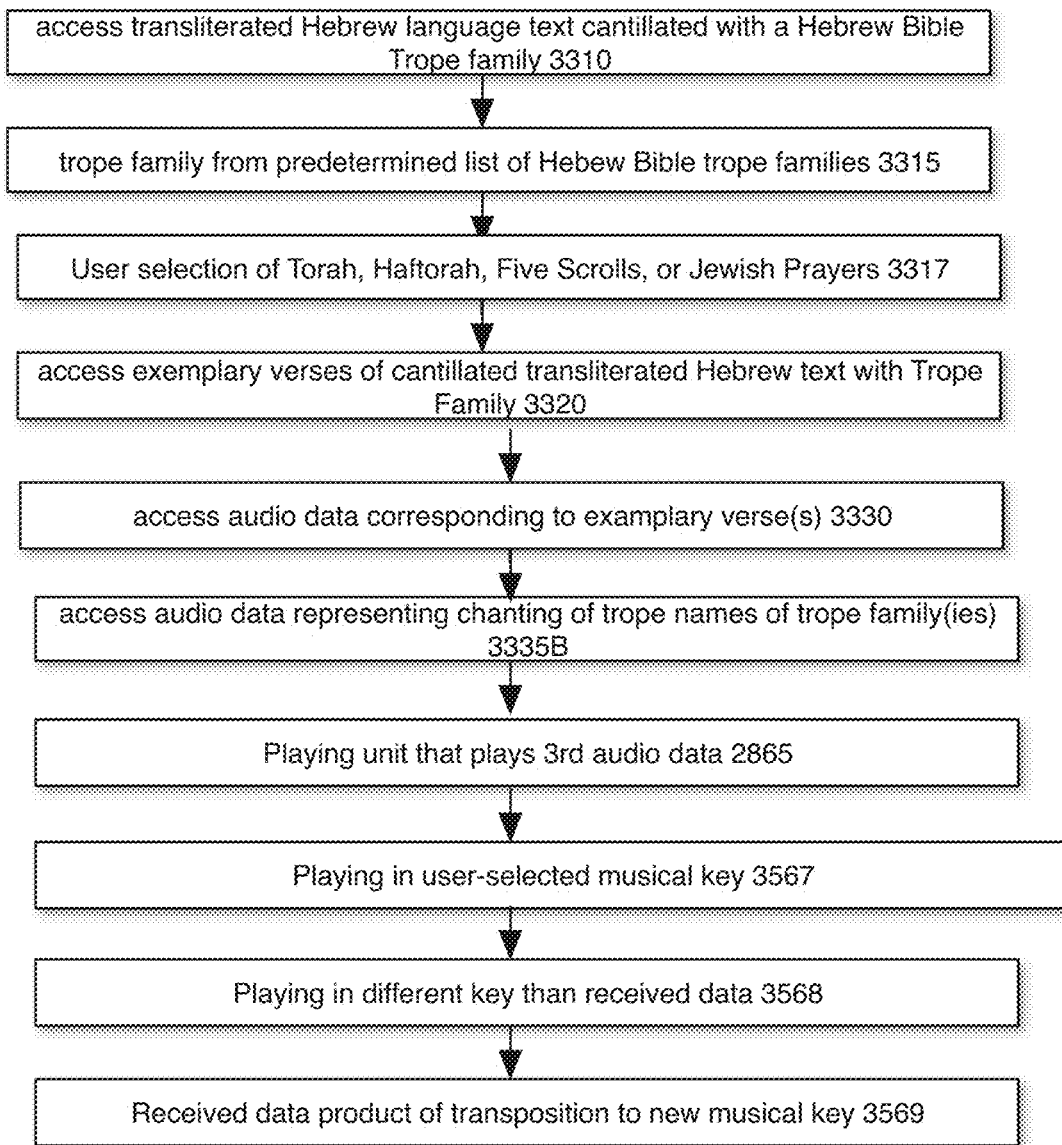 access transliterated Hebrew language text cantillated with a Hebrew Bible
Trope family 3310
trope family from predetermined list of Hebew Bible trope families 3315
User selection of Torah, Haftorah, Five Scrolls, or Jewish Prayers 3317
access exemplary verses of cantillated transliterated Hebrew text with Trope
Family 3320
access audio data corresponding to examplary verse(s) 3330
access audio data representing chanting of trope names of trope family(ies)
3335B
Playing unit that plays 3rd audio data 2865
Playing in user-selected musical key 3567
Playing in different key than received data 3568
Received data product of transposition to new musical key 3569